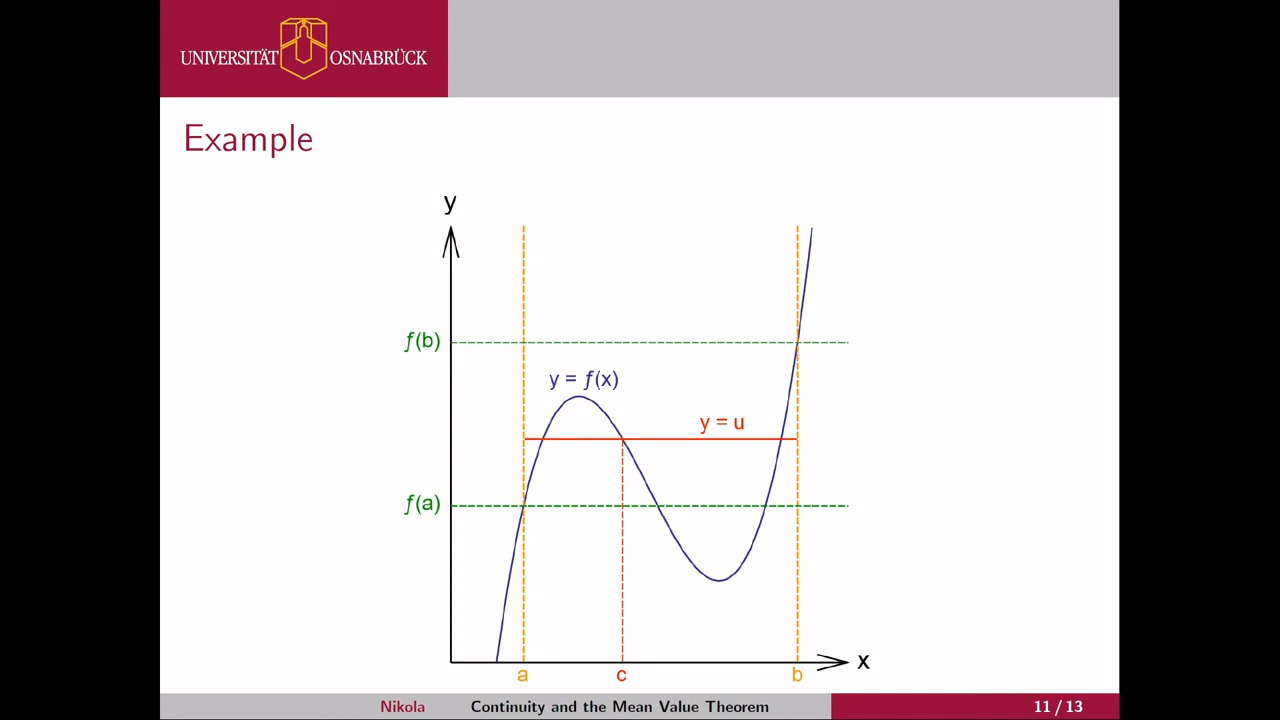 UNIVERSITÄT OSNABRÜCK
Example
y
f(b)
y = f(x)
y = u
f(a)
x
a c b
Nikola Continuity and the Mean Value Theorem 11 / 13